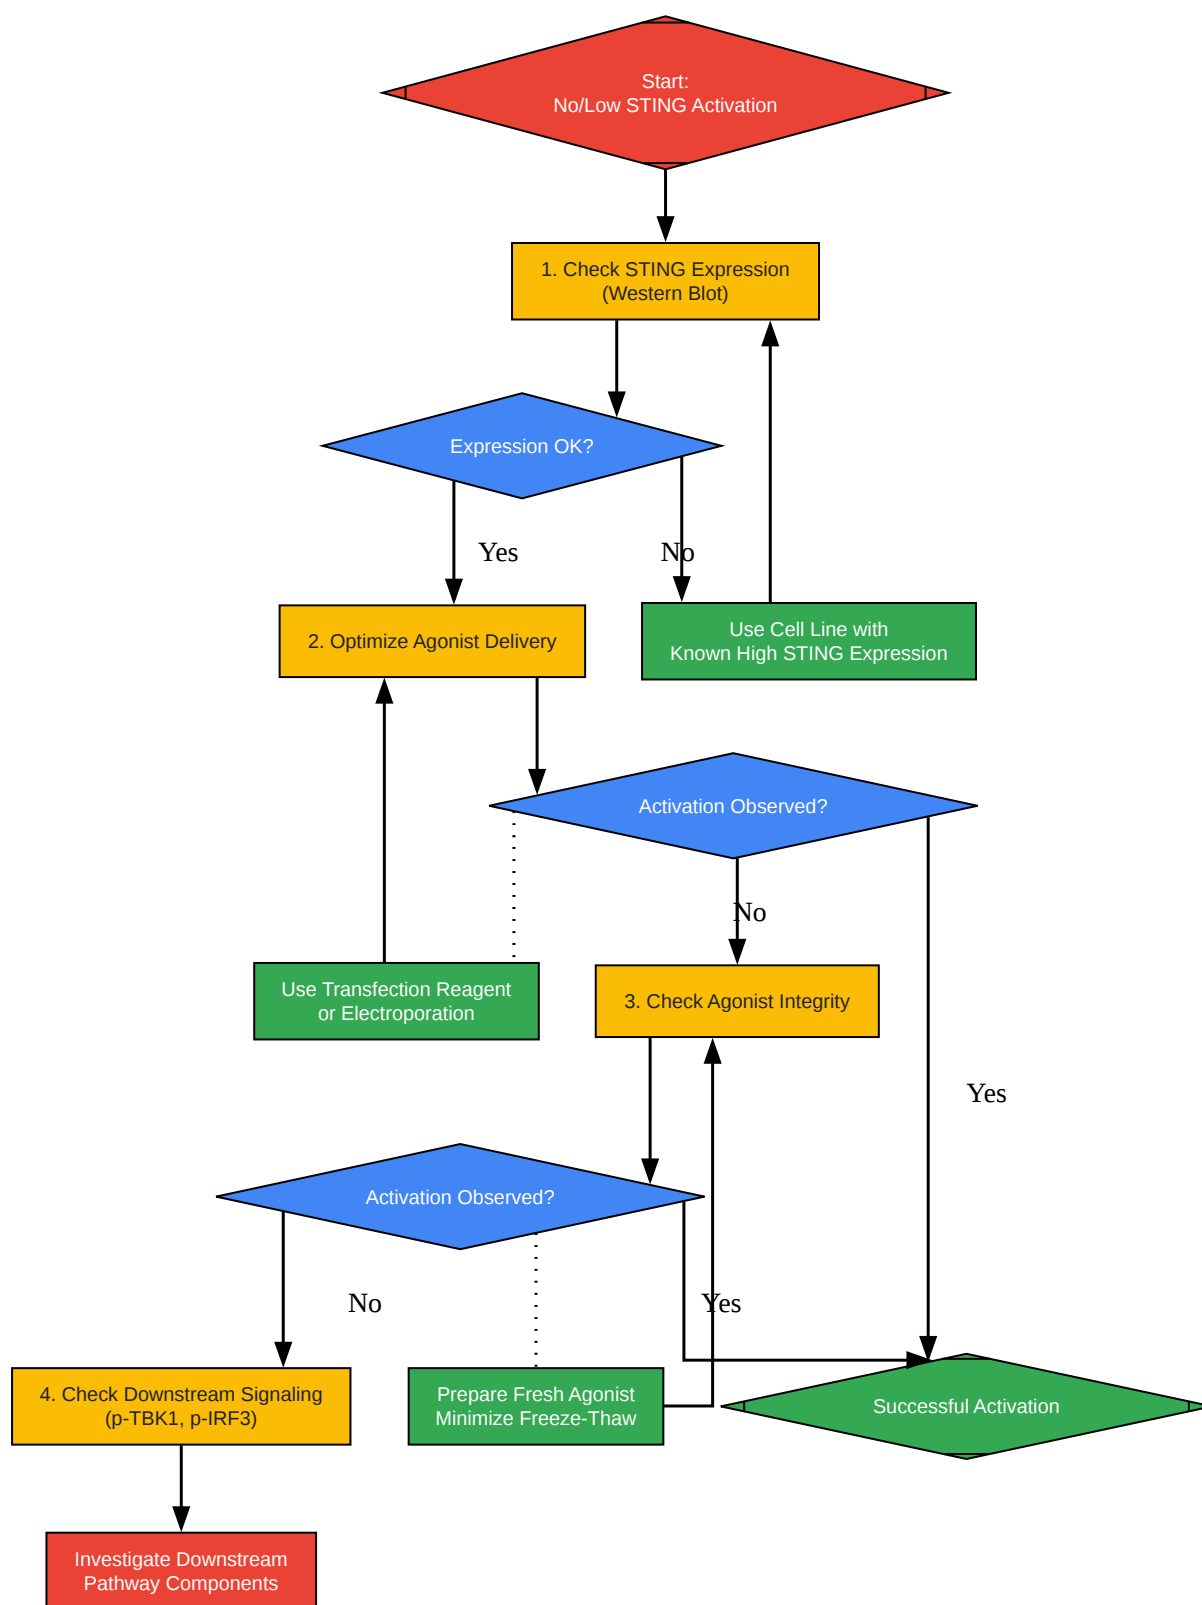 Start:
No/Low STING Activation
1. Check STING Expression
(Western Blot)
Expression OK?
Yes
No
2. Optimize Agonist Delivery
Use Cell Line with
Known High STING Expression
Activation Observed?
No
Use Transfection Reagent
or Electroporation
3. Check Agonist Integrity
Yes
Activation Observed?
No
Yes
4. Check Downstream Signaling
(p-TBK1, p-IRF3)
Prepare Fresh Agonist
Minimize Freeze-Thaw
Successful Activation
Investigate Downstream
Pathway Components